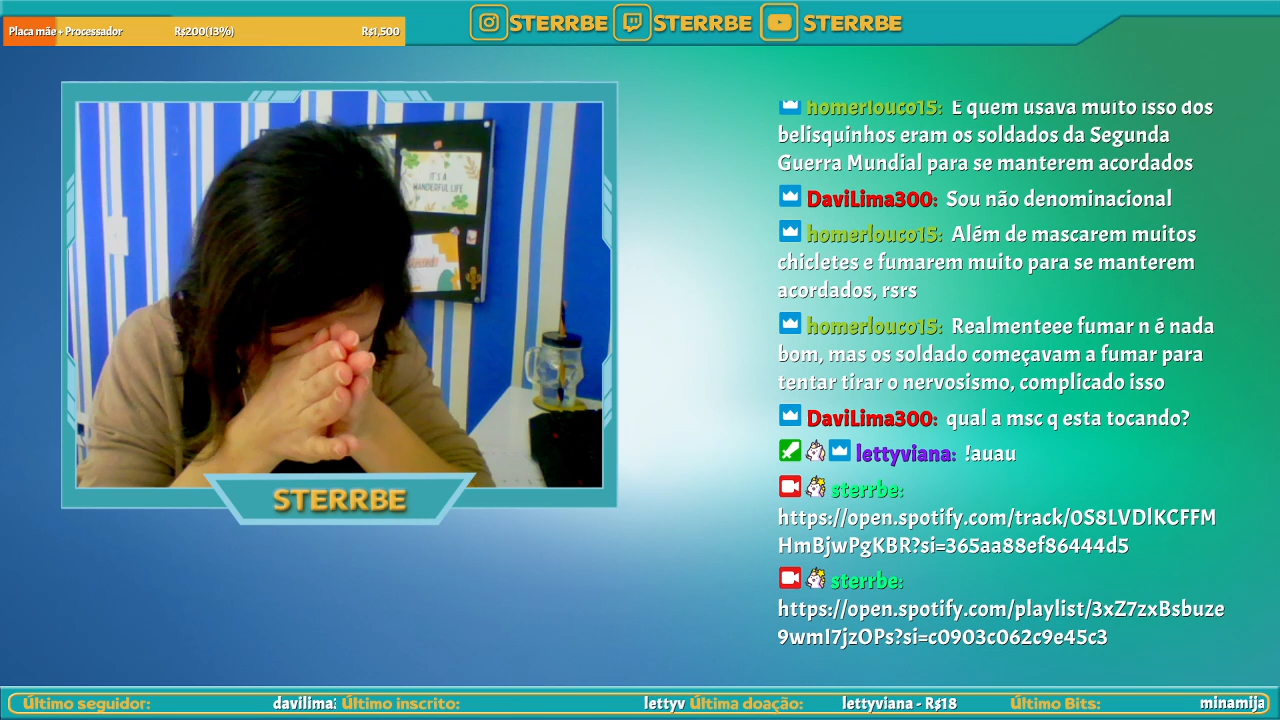 Placa mãe + Processador R$200(13%) R$1,500
STERRBE STERRBE STERRBE
IT'S A
WANDERFUL LIFE
STERRBE
homerlouco15: E quem usava muito isso dos
belisquinhos eram os soldados da Segunda
Guerra Mundial para se manterem acordados
DaviLima300: Sou não denominacional
homerlouco15: Além de mascarem muitos
chicletes e fumarem muito para se manterem
acordados, rsrs
homerlouco15: Realmenteee fumar n é nada
bom, mas os soldado começavam a fumar para
tentar tirar o nervosismo, complicado isso
DaviLima300: qual a msc q esta tocando?
lettyviana: !auau
sterrbe:
https://open.spotify.com/track/0S8LVDlKCFFM
HmBjwPgKBR?si=365aa88ef86444d5
sterrbe:
https://open.spotify.com/playlist/3xZ7zxBsbuze
9wmI7jzOPs?si=c0903c062c9e45c3
Último seguidor: davilima Último inscrito: lettyv Última doação: lettyviana - R$18 Último Bits: minamija